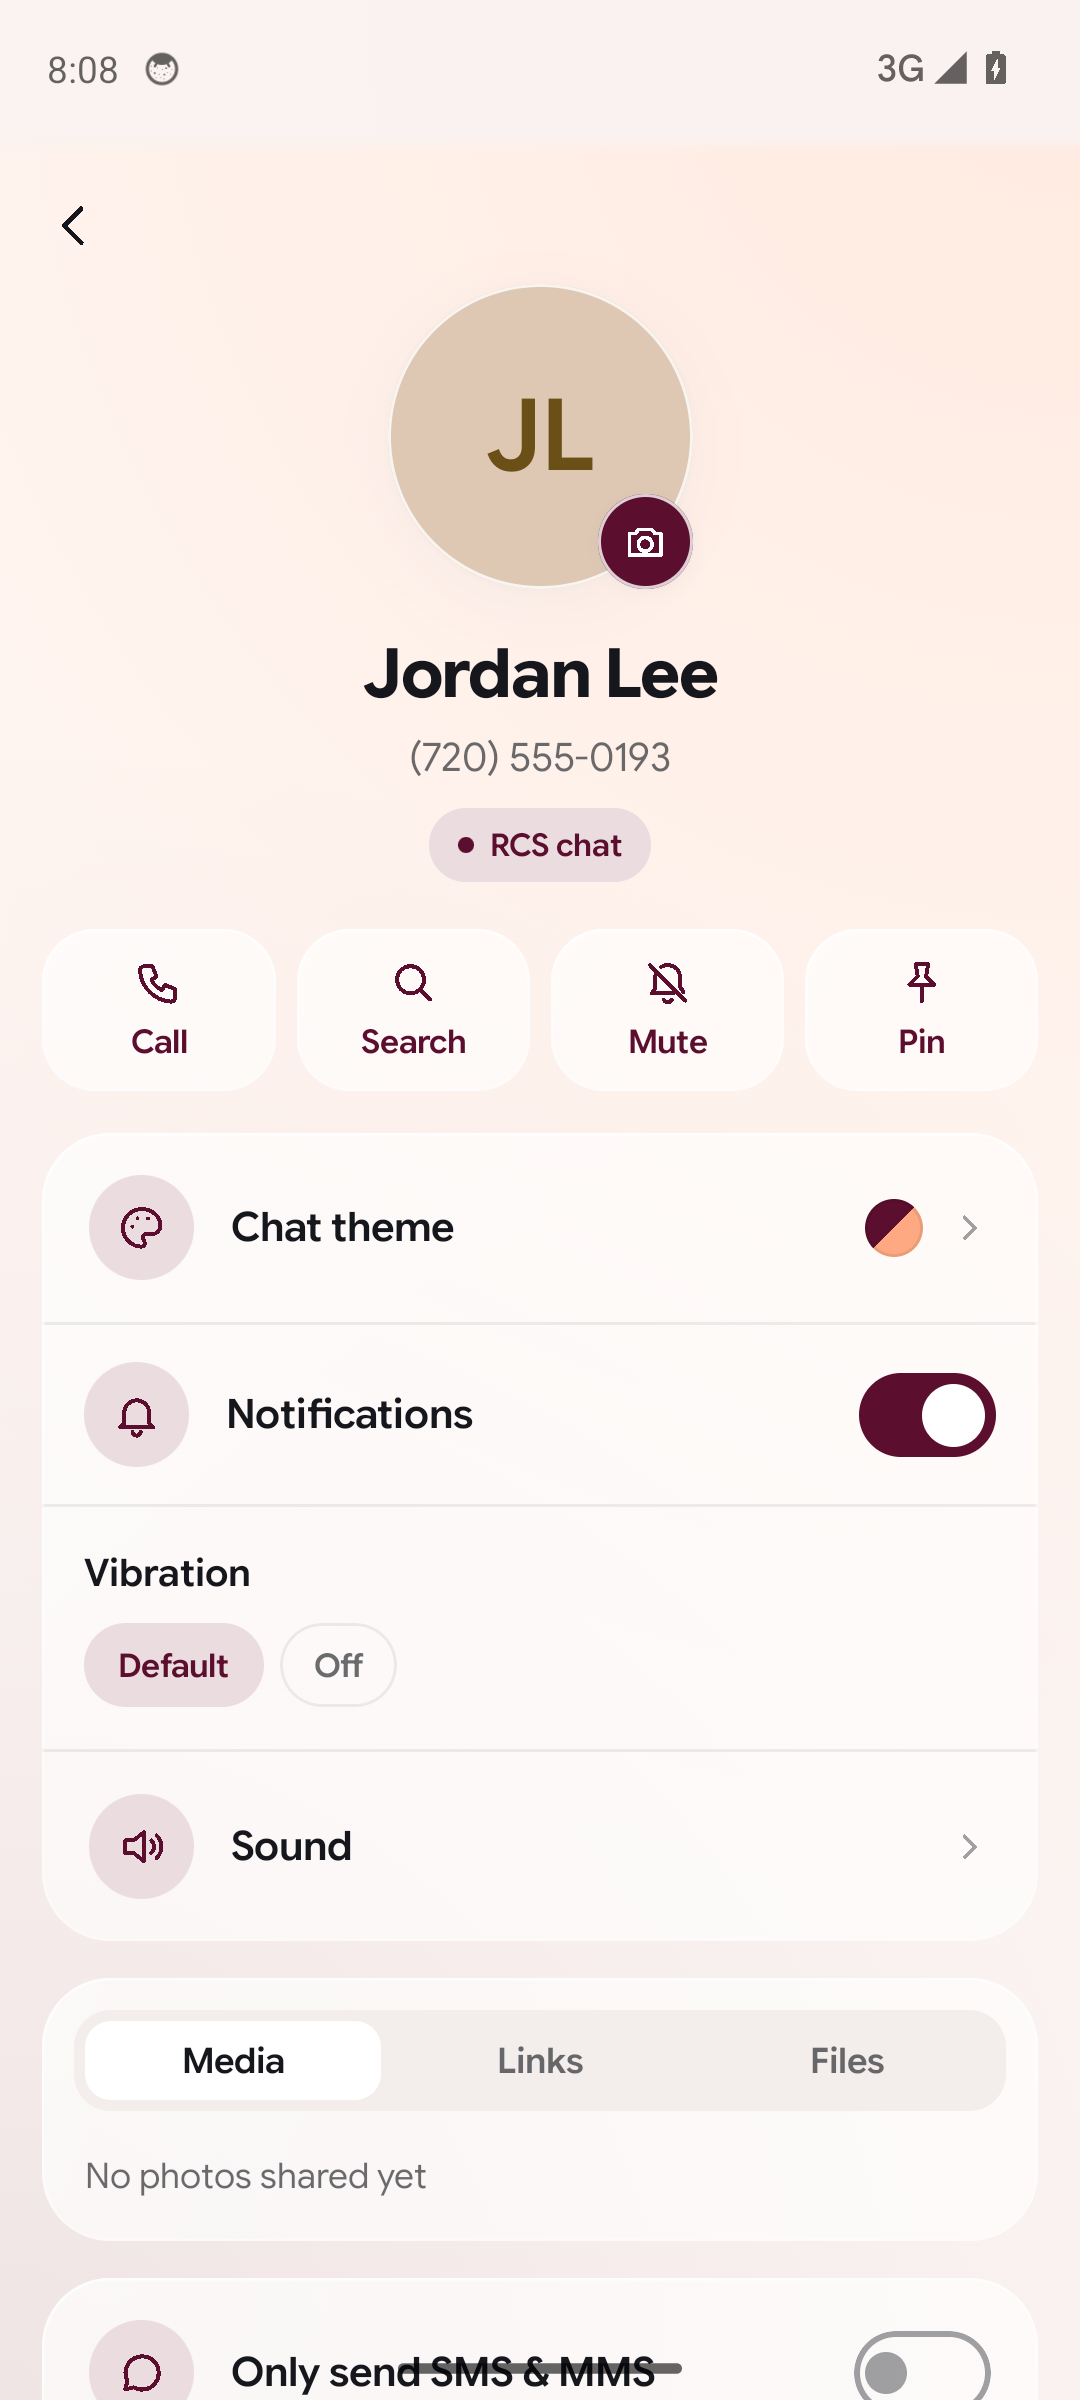 8:08
3G
JL
Jordan Lee
(720) 555-0193
RCS chat
Call
Search
Mute
Pin
Chat theme
Notifications
Vibration
Default
Off
Sound
Media
Links
Files
No photos shared yet
Only send SMS & MMS